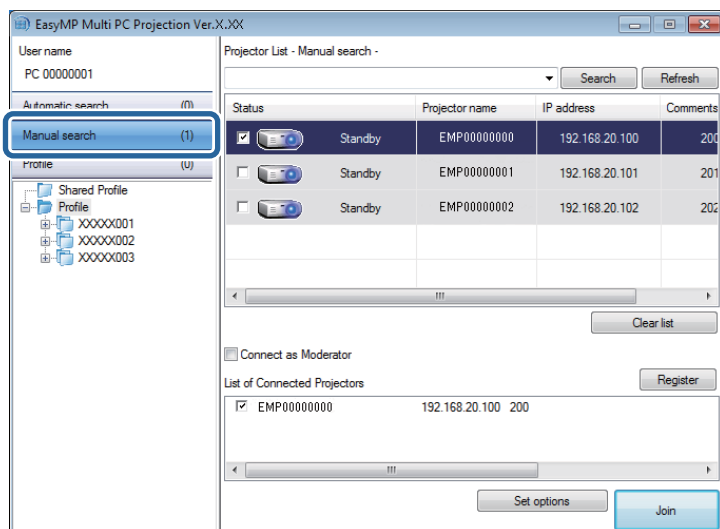 EasyMP Multi PC Projection Ver.X.XX
User name
PC 00000001
Automatic search (0)
Manual search (1)
Profile (0)
Shared Profile
Profile
XXXXX001
XXXXX002
XXXXX003
Projector List - Manual search -
Search Refresh
Status Projector name IP address Comments
Standby EMP00000000 192.168.20.100 200
Standby EMP00000001 192.168.20.101 201
Standby EMP00000002 192.168.20.102 202
Clear list
Connect as Moderator
List of Connected Projectors Register
EMP00000000 192.168.20.100 200
Set options Join